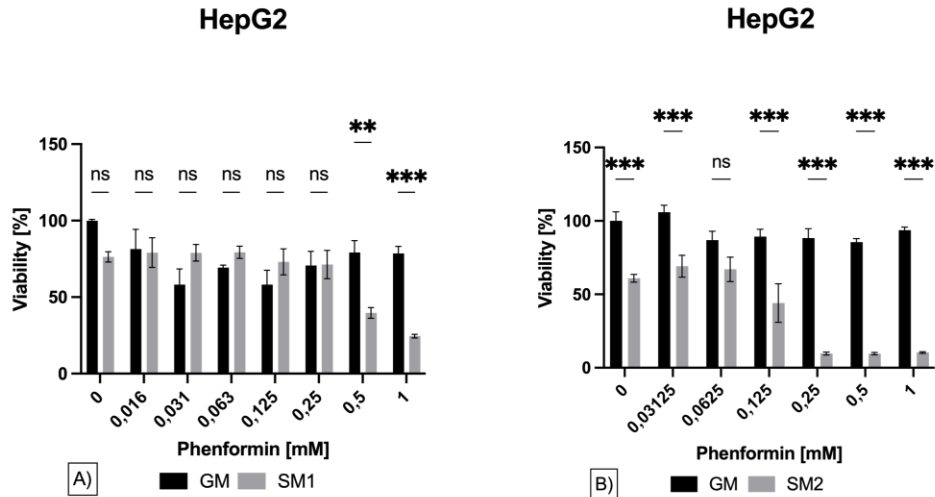 HepG2
** 
ns ns ns ns ns ns ***
150
100
50
0
Viability [%]
0 0,016 0,031 0,063 0,125 0,25 0,5 1
Phenformin [mM]
A) GM SM1
HepG2
*** *** ***
*** ns *** ***
150
100
50
0
Viability [%]
0 0,03125 0,0625 0,125 0,25 0,5 1
Phenformin [mM]
B) GM SM2